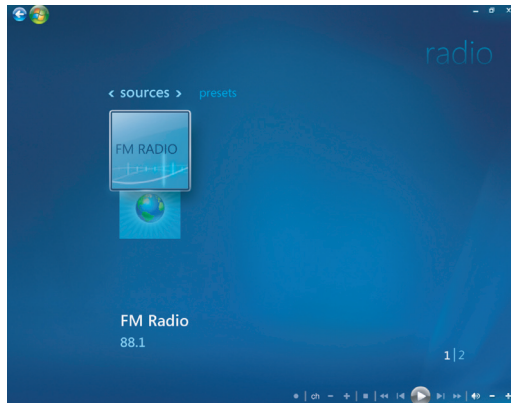 radio
< sources > presets
FM RADIO
FM Radio
88.1
1|2
ch - +